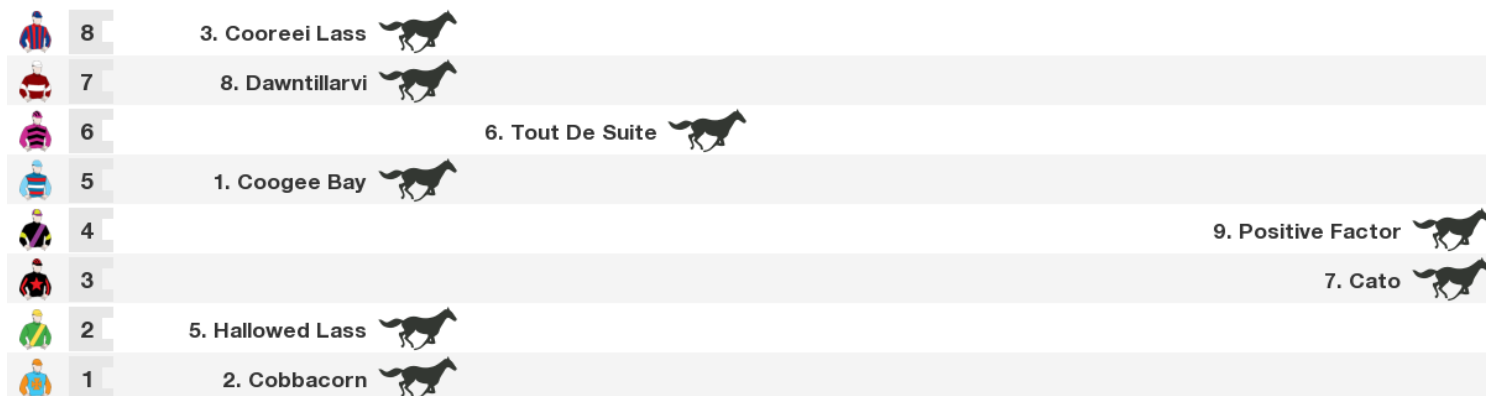 8 3. Cooreei Lass
7 8. Dawntillarvi
6 6. Tout De Suite
5 1. Coogee Bay
4 9. Positive Factor
3 7. Cato
2 5. Hallowed Lass
1 2. Cobbacorn